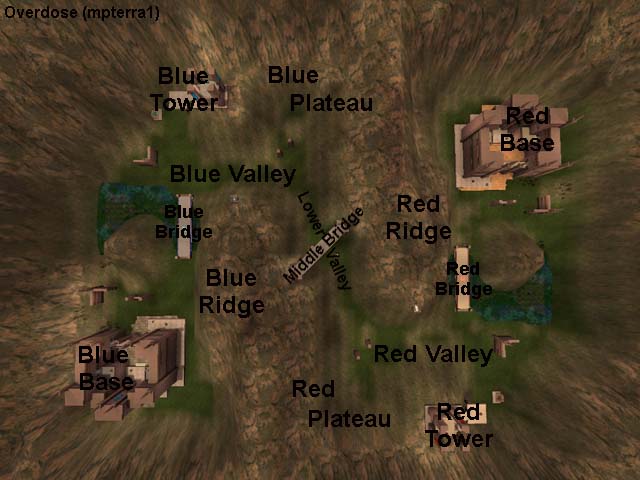 Overdose (mpterra1)
Blue
Tower
Blue
Plateau
Red
Base
Blue Valley
Blue
Bridge
Lower
Valley
Middle Bridge
Red
Ridge
Blue
Ridge
Red
Bridge
Blue
Base
Red Valley
Red
Plateau
Red
Tower